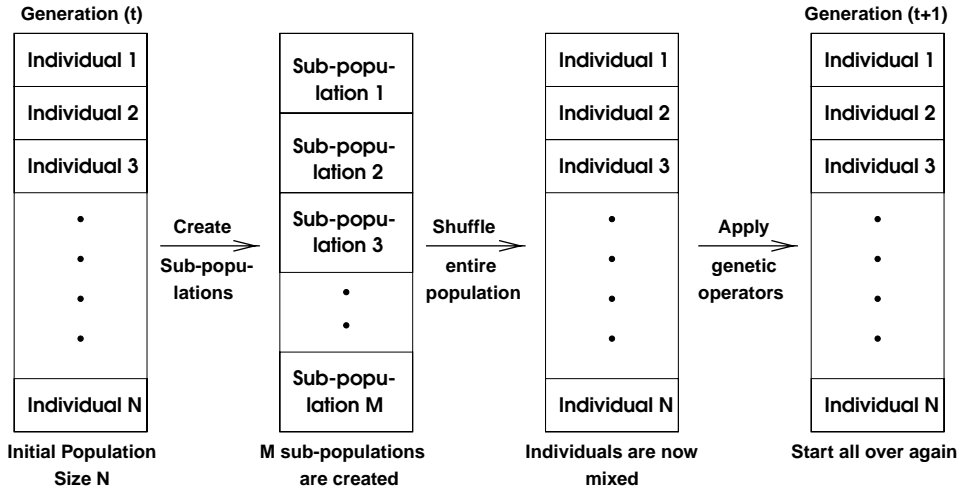 Generation (t)
Individual 1
Individual 2
Individual 3
Individual N
Initial Population
Size N
Create
Sub-popu-
lations
Sub-popu-
lation 1
Sub-popu-
lation 2
Sub-popu-
lation 3
Sub-popu-
lation M
M sub-populations
are created
Shuffle
entire
population
Individual 1
Individual 2
Individual 3
Individual N
Individuals are now
mixed
Apply
genetic
operators
Generation (t+1)
Individual 1
Individual 2
Individual 3
Individual N
Start all over again